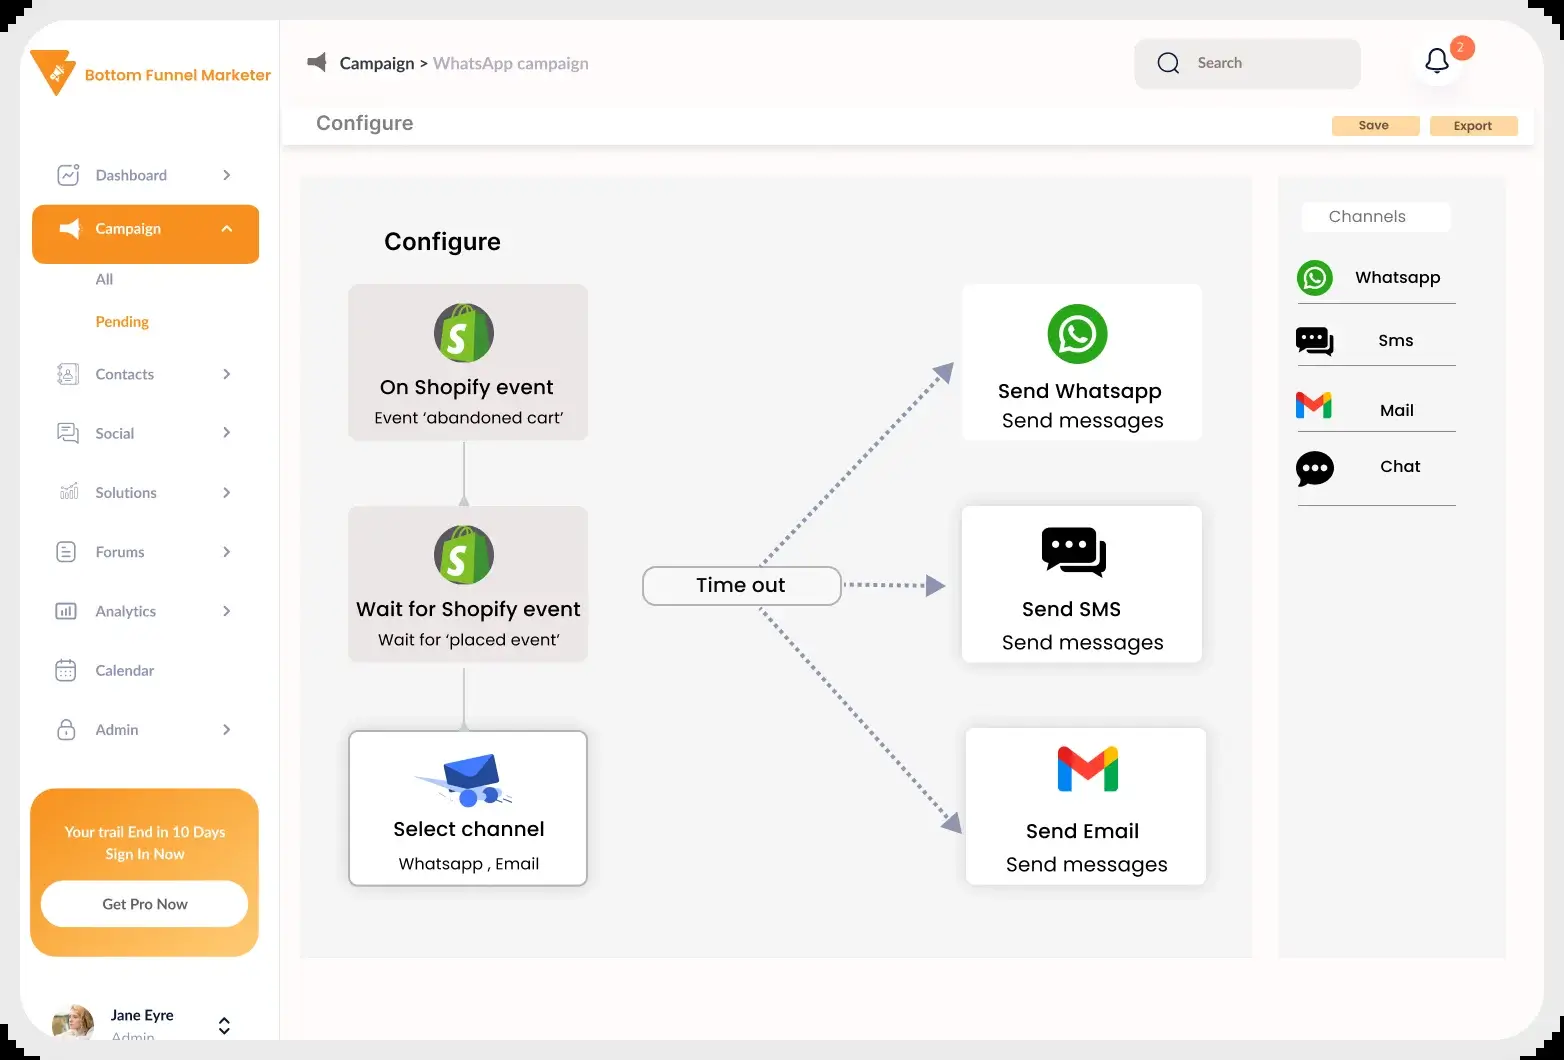 Bottom Funnel Marketer
Dashboard
Campaign
All
Pending
Contacts
Social
Solutions
Forums
Analytics
Calendar
Admin
Your trail End in 10 Days
Sign In Now
Get Pro Now
Jane Eyre
Admin
Campaign > WhatsApp campaign
Search
2
Configure
Save
Export
Configure
On Shopify event
Event ‘abandoned cart’
Wait for Shopify event
Wait for ‘placed event’
Select channel
Whatsapp , Email
Time out
Send Whatsapp
Send messages
Send SMS
Send messages
Send Email
Send messages
Channels
Whatsapp
Sms
Mail
Chat